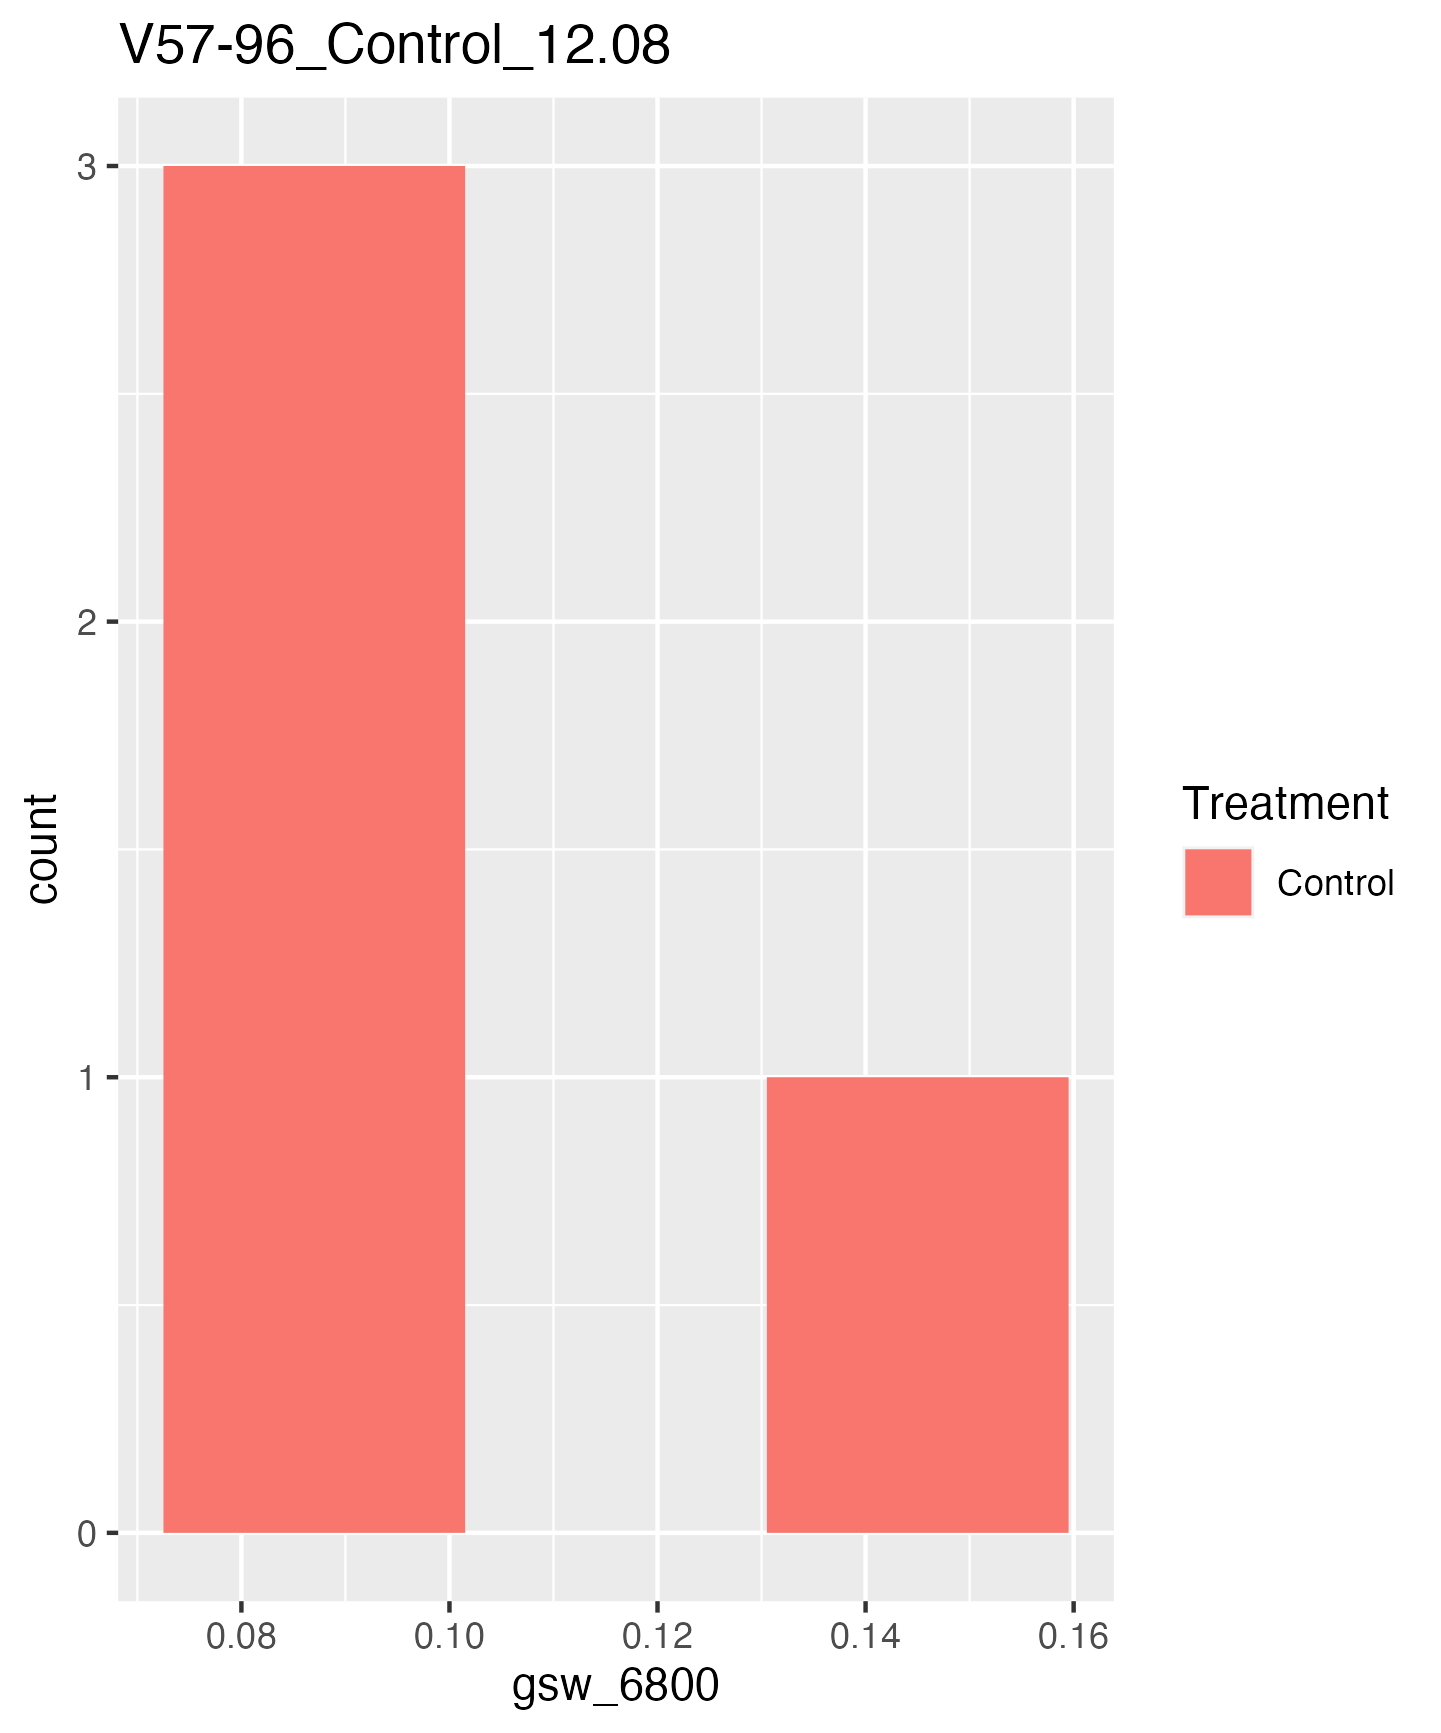 V57-96_Control_12.08
3
2
1
0
count
0.08 0.10 0.12 0.14 0.16
gsw_6800
Treatment
Control